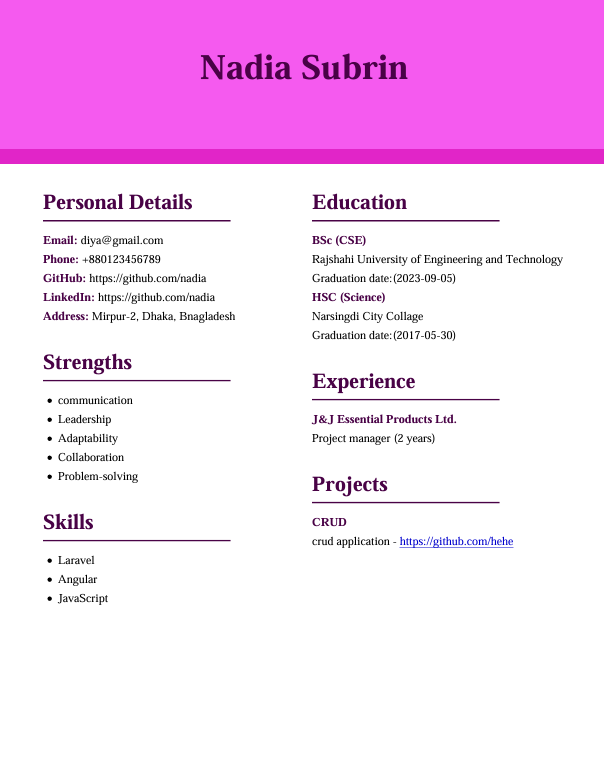 Nadia Subrin
Personal Details
Email: diya@gmail.com
Phone: +880123456789
GitHub: https://github.com/nadia
LinkedIn: https://github.com/nadia
Address: Mirpur-2, Dhaka, Bnagladesh
Strengths
• communication
• Leadership
• Adaptability
• Collaboration
• Problem-solving
Skills
• Laravel
• Angular
• JavaScript
Education
BSc (CSE)
Rajshahi University of Engineering and Technology
Graduation date:(2023-09-05)
HSC (Science)
Narsingdi City Collage
Graduation date:(2017-05-30)
Experience
J&J Essential Products Ltd.
Project manager (2 years)
Projects
CRUD
crud application - https://github.com/hehe